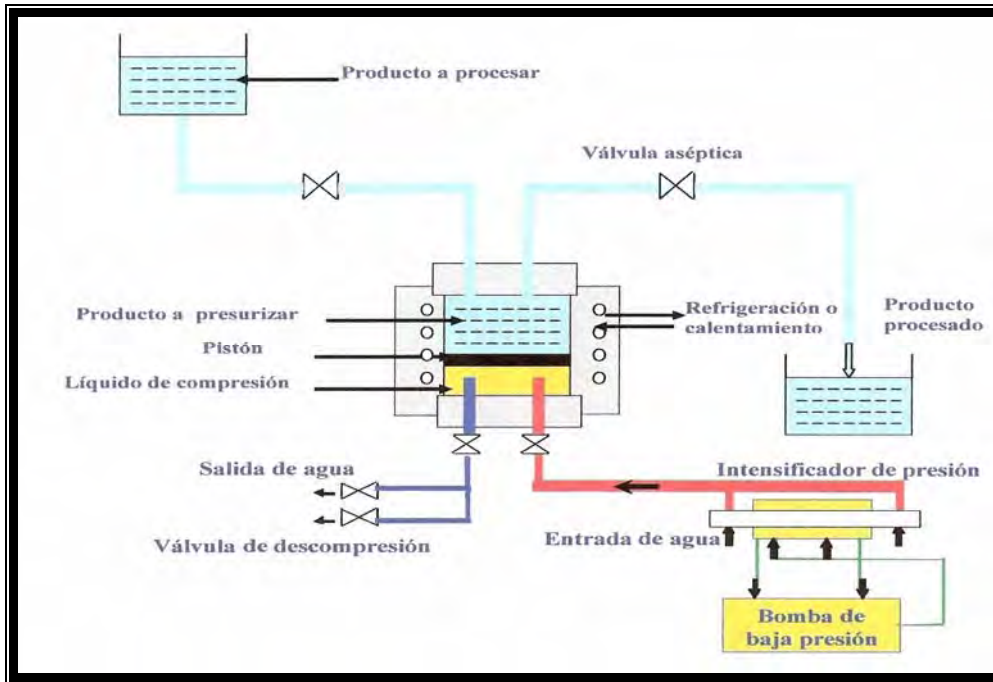 Producto a procesar
Válvula aséptica
Producto a presurizar
Pistón
Líquido de compresión
Refrigeración o
calentamiento
Producto
procesado
Salida de agua
Válvula de descompresión
Intensificador de presión
Entrada de agua
Bomba de
baja presión